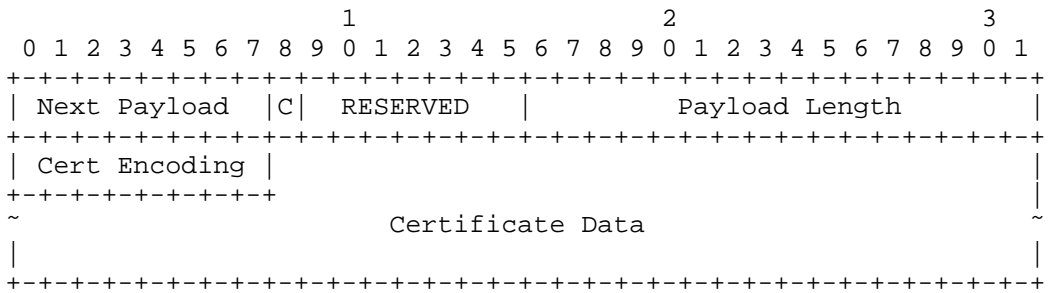 1                   2                   3
 0 1 2 3 4 5 6 7 8 9 0 1 2 3 4 5 6 7 8 9 0 1 2 3 4 5 6 7 8 9 0 1
+-+-+-+-+-+-+-+-+-+-+-+-+-+-+-+-+-+-+-+-+-+-+-+-+-+-+-+-+-+-+-+-+
| Next Payload  |C|  RESERVED   |         Payload Length        |
+-+-+-+-+-+-+-+-+-+-+-+-+-+-+-+-+-+-+-+-+-+-+-+-+-+-+-+-+-+-+-+-+
| Cert Encoding |                                               |
+-+-+-+-+-+-+-+-+                                               |
~                       Certificate Data                        ~
|                                                               |
+-+-+-+-+-+-+-+-+-+-+-+-+-+-+-+-+-+-+-+-+-+-+-+-+-+-+-+-+-+-+-+-+